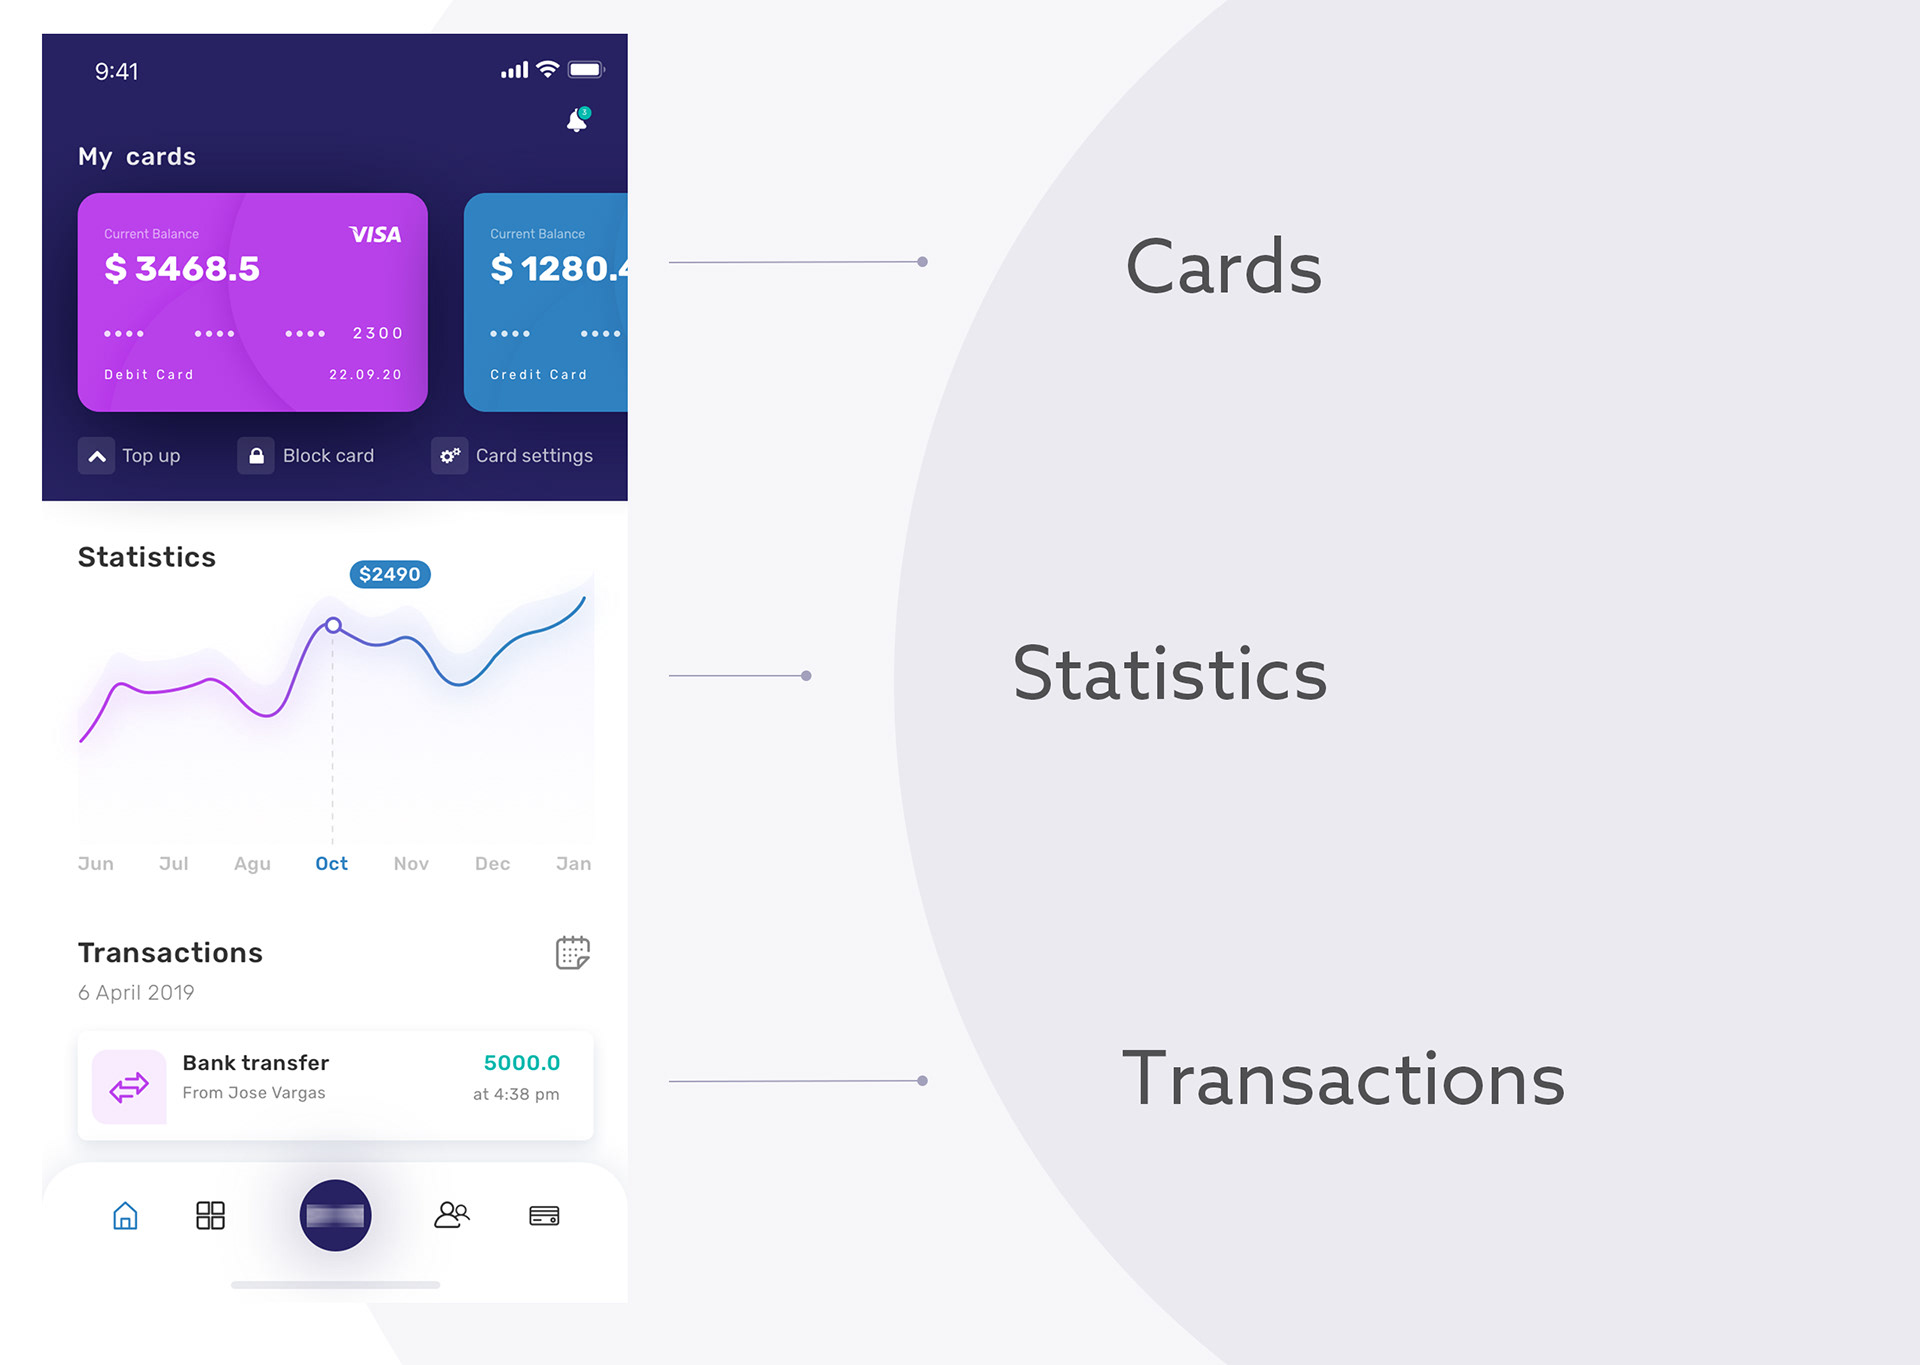 9:41
3
My cards
Current Balance
VISA
$ 3468.5
•••• •••• •••• 2300
Debit Card 22.09.20
Current Balance
$ 1280.4
•••• ••••
Credit Card
Top up
Block card
Card settings
Statistics
$2490
Jun Jul Agu Oct Nov Dec Jan
Transactions
6 April 2019
Bank transfer 5000.0
From Jose Vargas at 4:38 pm
Cards
Statistics
Transactions